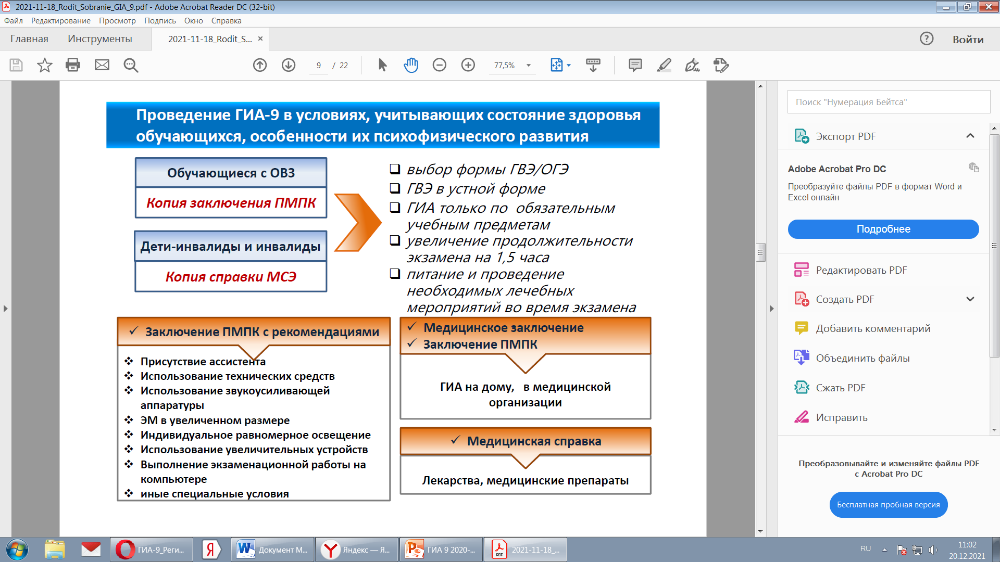 2021-11-18_Rodit_Sobranie_GIA_9.pdf - Adobe Acrobat Reader DC (32-bit)
Файл Редактирование Просмотр Подпись Окно Справка
Главная Инструменты 2021-11-18_Rodit_S... × Войти
9 / 22 77,5%
Проведение ГИА-9 в условиях, учитывающих состояние здоровья
обучающихся, особенности их психофизического развития
Обучающиеся с ОВЗ
Копия заключения ПМПК
Дети-инвалиды и инвалиды
Копия справки МСЭ
❑ выбор формы ГВЭ/ОГЭ
❑ ГВЭ в устной форме
❑ ГИА только по обязательным
учебным предметам
❑ увеличение продолжительности
экзамена на 1,5 часа
❑ питание и проведение
необходимых лечебных
мероприятий во время экзамена
✓ Заключение ПМПК с рекомендациями
❖ Присутствие ассистента
❖ Использование технических средств
❖ Использование звукоусиливающей
аппаратуры
❖ ЭМ в увеличенном размере
❖ Индивидуальное равномерное освещение
❖ Использование увеличительных устройств
❖ Выполнение экзаменационной работы на
компьютере
❖ иные специальные условия
✓ Медицинское заключение
✓ Заключение ПМПК
ГИА на дому, в медицинской
организации
✓ Медицинская справка
Лекарства, медицинские препараты
Поиск "Нумерация Бейтса"
Экспорт PDF
Adobe Acrobat Pro DC
Преобразуйте файлы PDF в формат Word и
Excel онлайн
Подробнее
Редактировать PDF
Создать PDF
Добавить комментарий
Объединить файлы
Сжать PDF
Исправить
Преобразовывайте и изменяйте файлы PDF
с Acrobat Pro DC
Бесплатная пробная версия
ГИА-9_Реги... Я Документ М... Яндекс — Я... ГИА 9 2020-... 2021-11-18_...
RU 11:02
20.12.2021